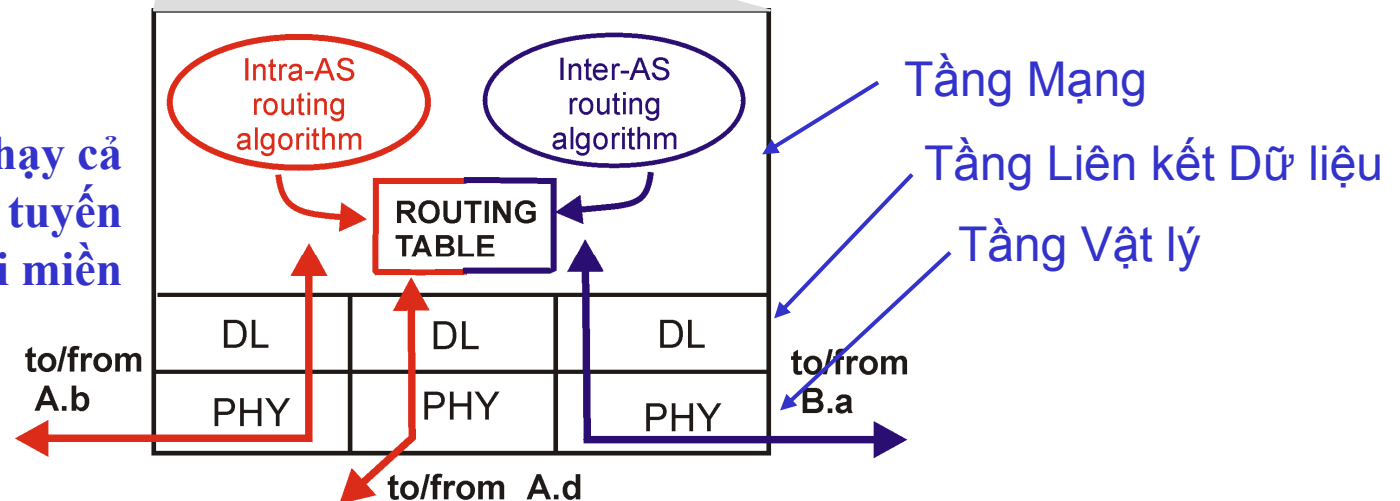 Intra-AS
routing
algorithm
Inter-AS
routing
algorithm
Tầng Mạng
Tầng Liên kết Dữ liệu
Tầng Vật lý
cả
tuyến
miền
ROUTING
TABLE
DL
DL
DL
PHY
PHY
PHY
to/from
A.b
to/from
B.a
to/from A.d